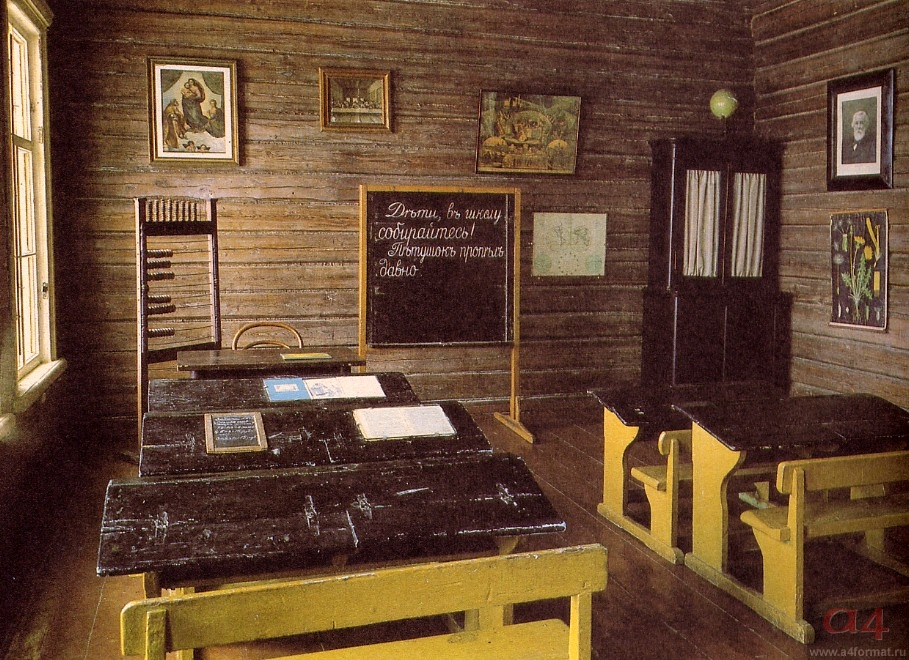 Дѣти, въ школу
собирайтесь!
Пѣтушокъ пропѣлъ
давно.
a4
www.a4format.ru